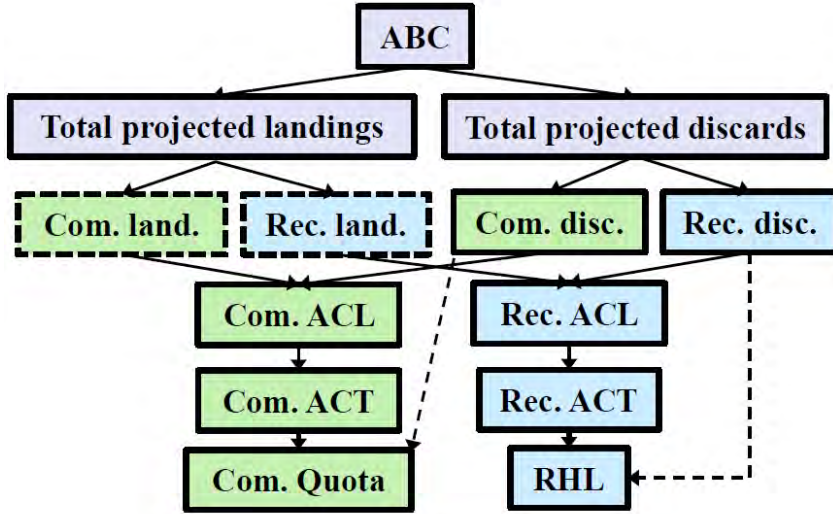 ABC
Total projected landings
Total projected discards
Com. land.
Rec. land.
Com. disc.
Rec. disc.
Com. ACL
Rec. ACL
Com. ACT
Rec. ACT
Com. Quota
RHL